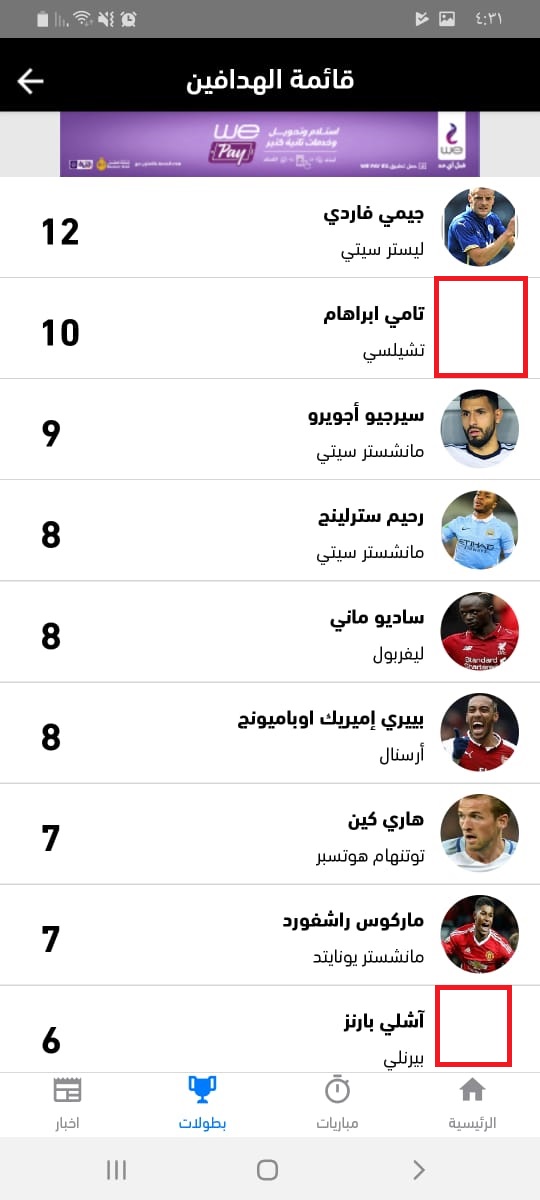 ٤:٣١
قائمة الهدافين
we Pay
استلام وتحويل
وخدمات تانية كتير
we
جيمي فاردي
ليستر سيتي
12
تامي ابراهام
تشيلسي
10
سيرجيو أجويرو
مانشستر سيتي
9
رحيم سترلينج
مانشستر سيتي
8
ساديو ماني
ليفربول
8
بييري إميريك اوباميونج
أرسنال
8
هاري كين
توتنهام هوتسبر
7
ماركوس راشفورد
مانشستر يونايتد
7
آشلي بارنز
بيرنلي
6
الرئيسية
مباريات
بطولات
اخبار